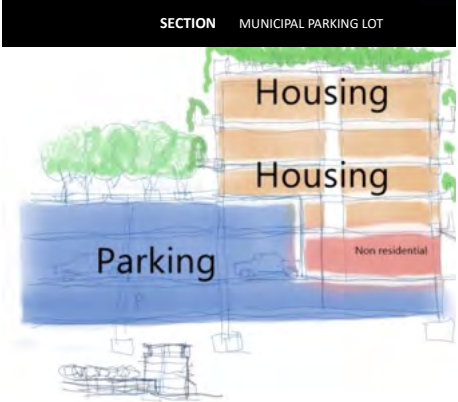 SECTION MUNICIPAL PARKING LOT
Housing
Housing
Non residential
Parking
P